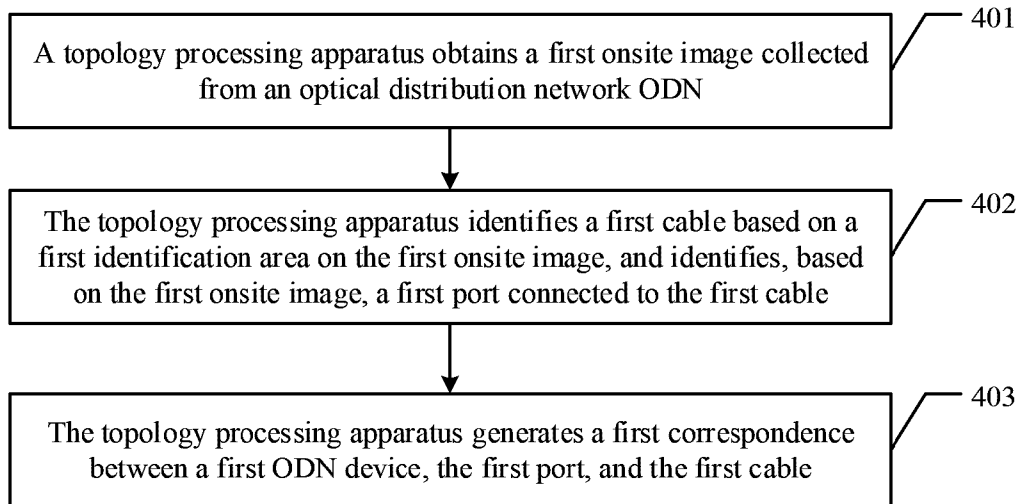 A topology processing apparatus obtains a first onsite image collected
from an optical distribution network ODN
401
The topology processing apparatus identifies a first cable based on a
first identification area on the first onsite image, and identifies, based
on the first onsite image, a first port connected to the first cable
402
The topology processing apparatus generates a first correspondence
between a first ODN device, the first port, and the first cable
403